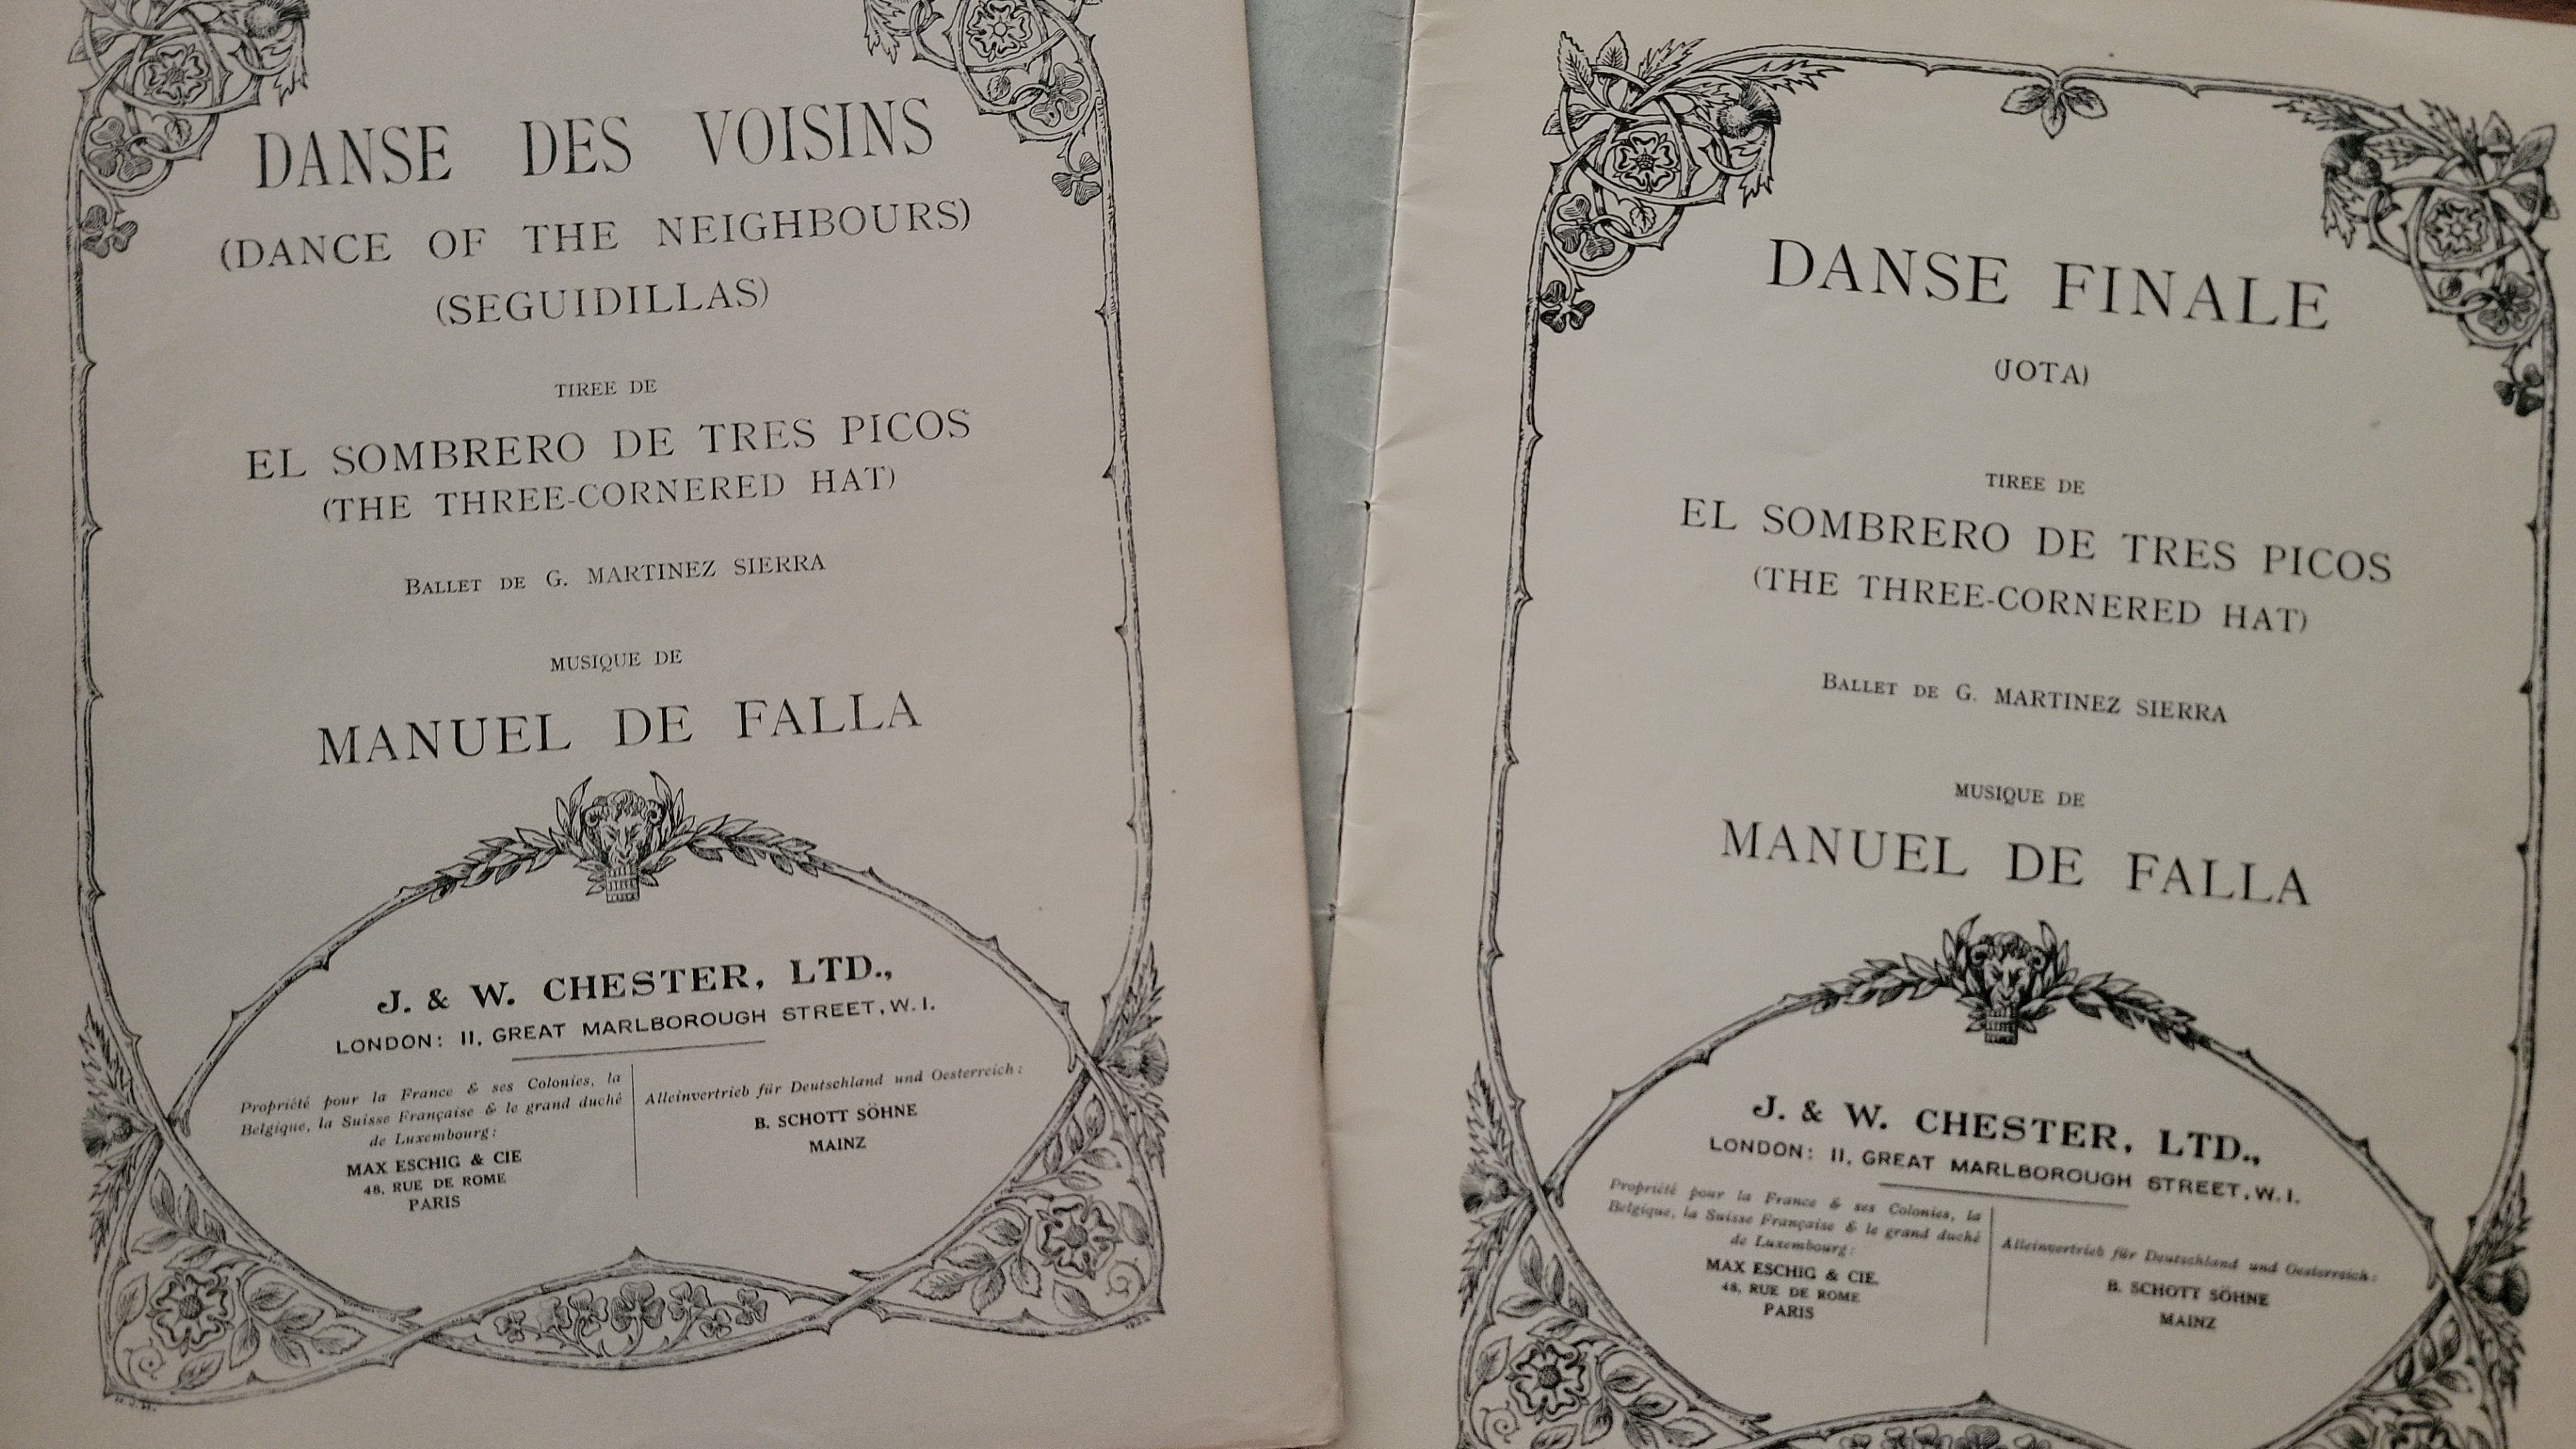 DANSE DES VOISINS
(DANCE OF THE NEIGHBOURS)
(SEGUIDILLAS)
TIREE DE
EL SOMBRERO DE TRES PICOS
(THE THREE-CORNERED HAT)
BALLET DE G. MARTINEZ SIERRA
MUSIQUE DE
MANUEL DE FALLA
J. & W. CHESTER, LTD.,
LONDON: 11, GREAT MARLBOROUGH STREET, W.1.
Propriété pour la France & ses Colonies, la
Belgique, la Suisse Française & le grand duché
de Luxembourg:
MAX ESCHIG & CIE
48, RUE DE ROME
PARIS
Alleinvertrieb für Deutschland und Oesterreich:
B. SCHOTT SÖHNE
MAINZ
DANSE FINALE
(JOTA)
TIREE DE
EL SOMBRERO DE TRES PICOS
(THE THREE-CORNERED HAT)
BALLET DE G. MARTINEZ SIERRA
MUSIQUE DE
MANUEL DE FALLA
J. & W. CHESTER, LTD.,
LONDON: 11, GREAT MARLBOROUGH STREET, W.1.
Propriété pour la France & ses Colonies, la
Belgique, la Suisse Française & le grand duché
de Luxembourg:
MAX ESCHIG & CIE.
48, RUE DE ROME
PARIS
Alleinvertrieb für Deutschland und Oesterreich:
B. SCHOTT SÖHNE
MAINZ